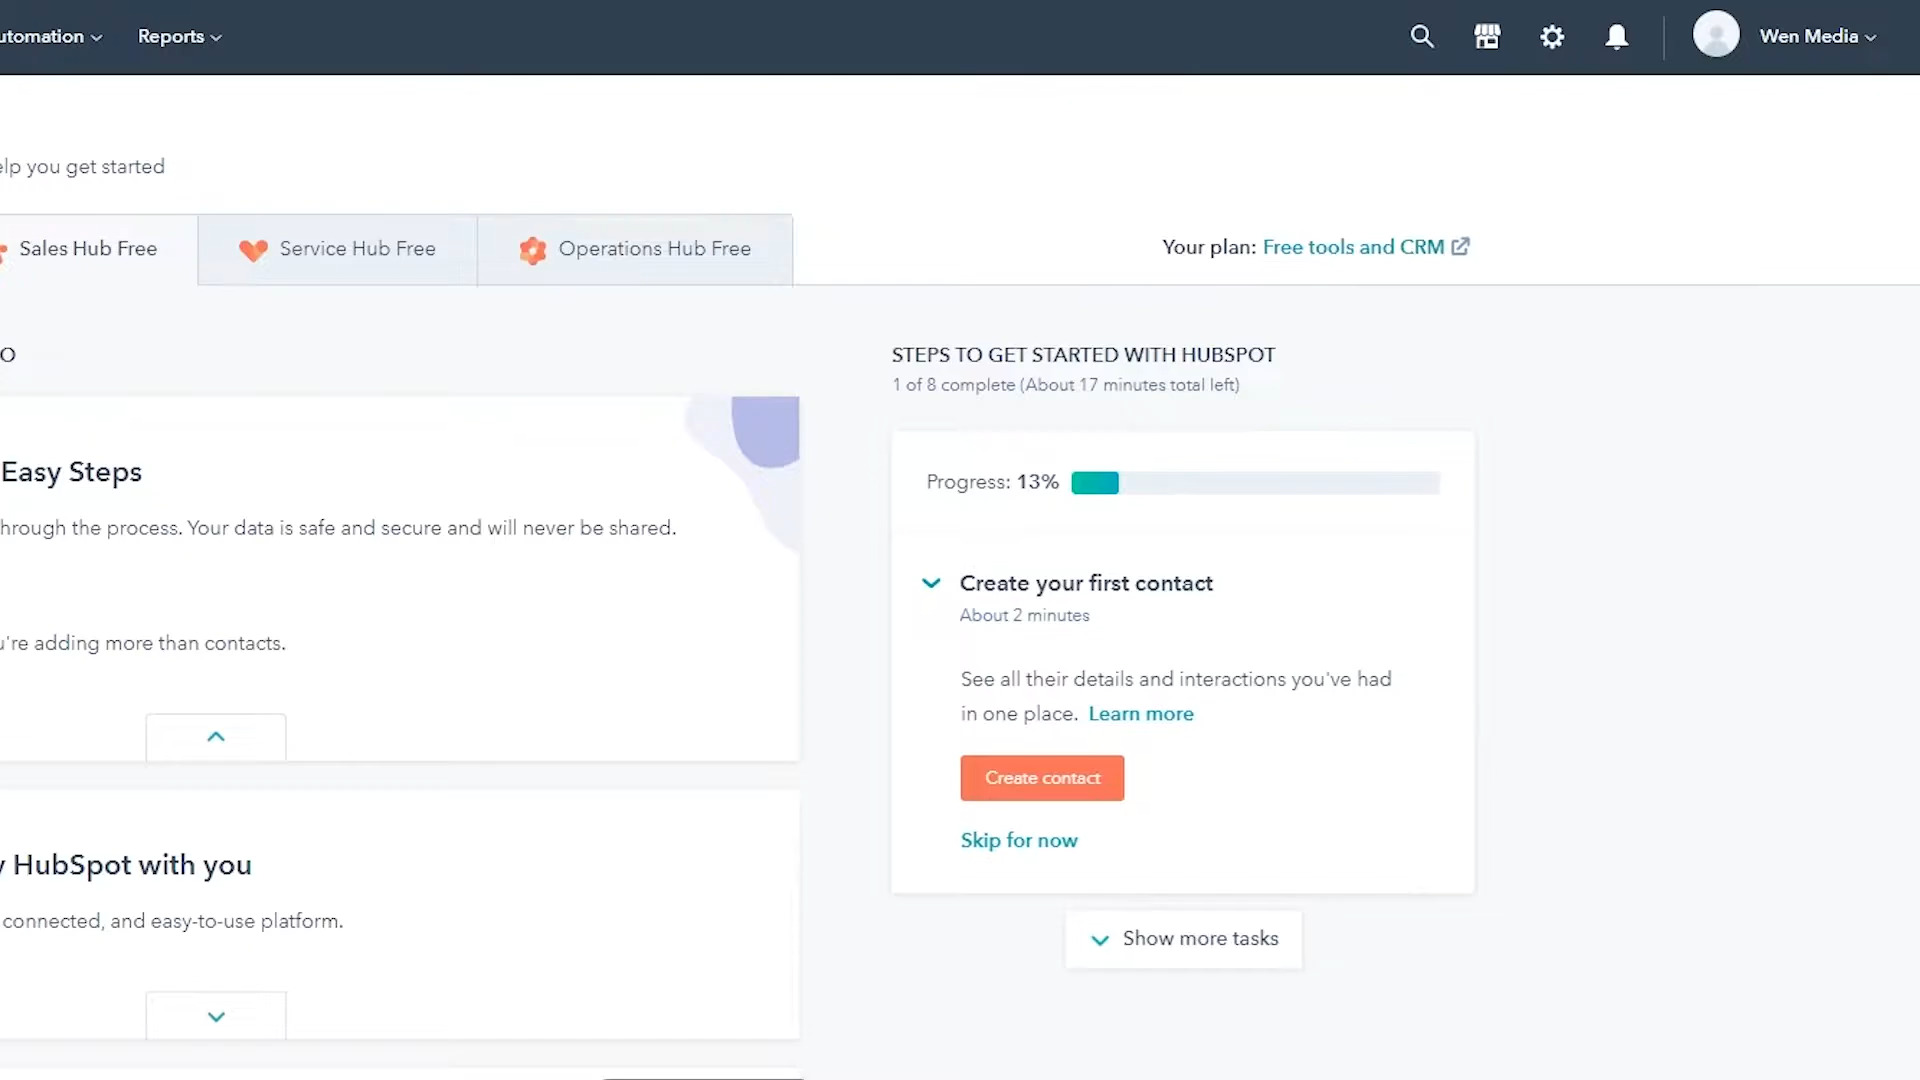 utomation
Reports
Wen Media
elp you get started
Sales Hub Free
Service Hub Free
Operations Hub Free
Your plan: Free tools and CRM
O
STEPS TO GET STARTED WITH HUBSPOT
1 of 8 complete (About 17 minutes total left)
Easy Steps
Progress: 13%
hrough the process. Your data is safe and secure and will never be shared.
Create your first contact
About 2 minutes
u're adding more than contacts.
See all their details and interactions you've had
in one place. Learn more
Create contact
Skip for now
y HubSpot with you
connected, and easy-to-use platform.
Show more tasks